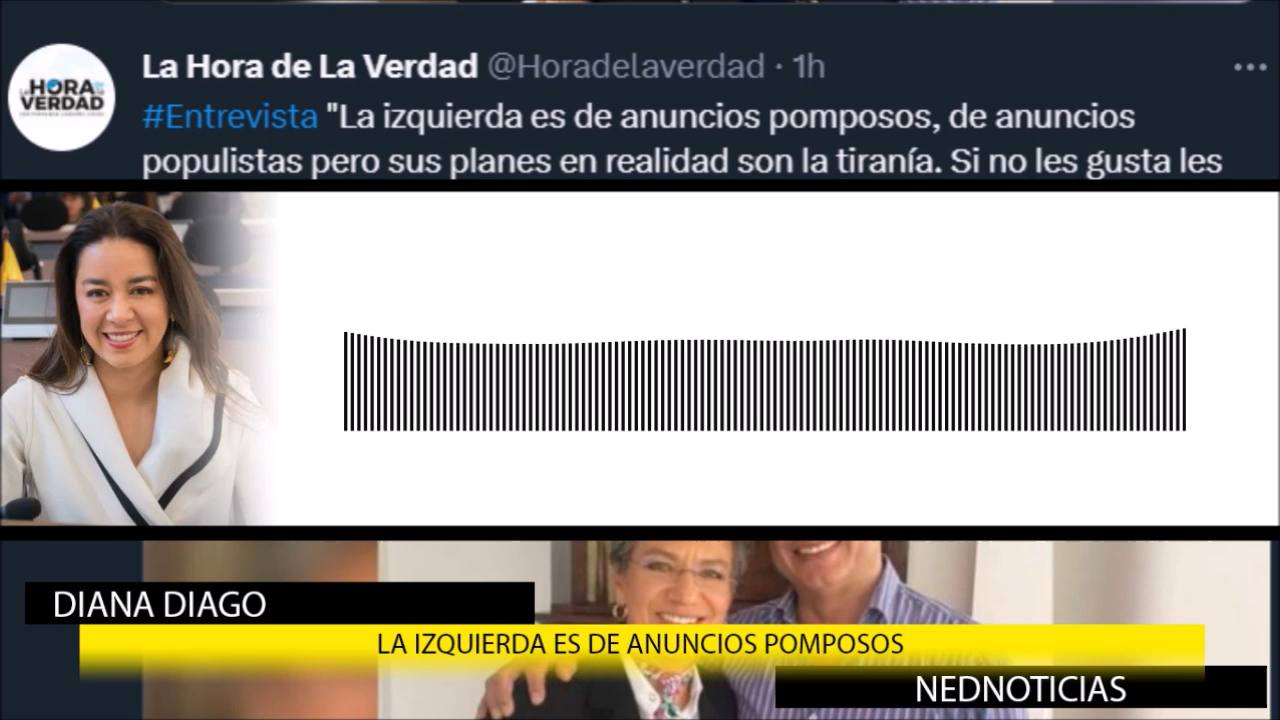 La Hora de La Verdad @Horadelaverdad · 1h
HORA
VERDAD
#Entrevista "La izquierda es de anuncios pomposos, de anuncios
populistas pero sus planes en realidad son la tiranía. Si no les gusta les
DIANA DIAGO
LA IZQUIERDA ES DE ANUNCIOS POMPOSOS
NEDNOTICIAS